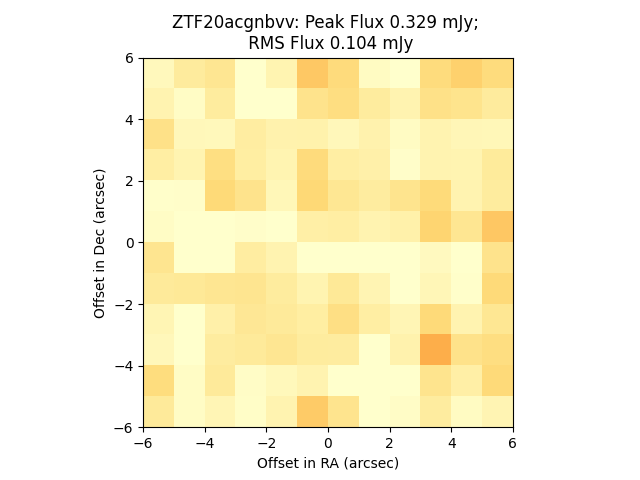 ZTF20acgnbvv: Peak Flux 0.329 mJy;
RMS Flux 0.104 mJy
6
4
2
0
−2
−4
−6
Offset in Dec (arcsec)
−6 −4 −2 0 2 4 6
Offset in RA (arcsec)